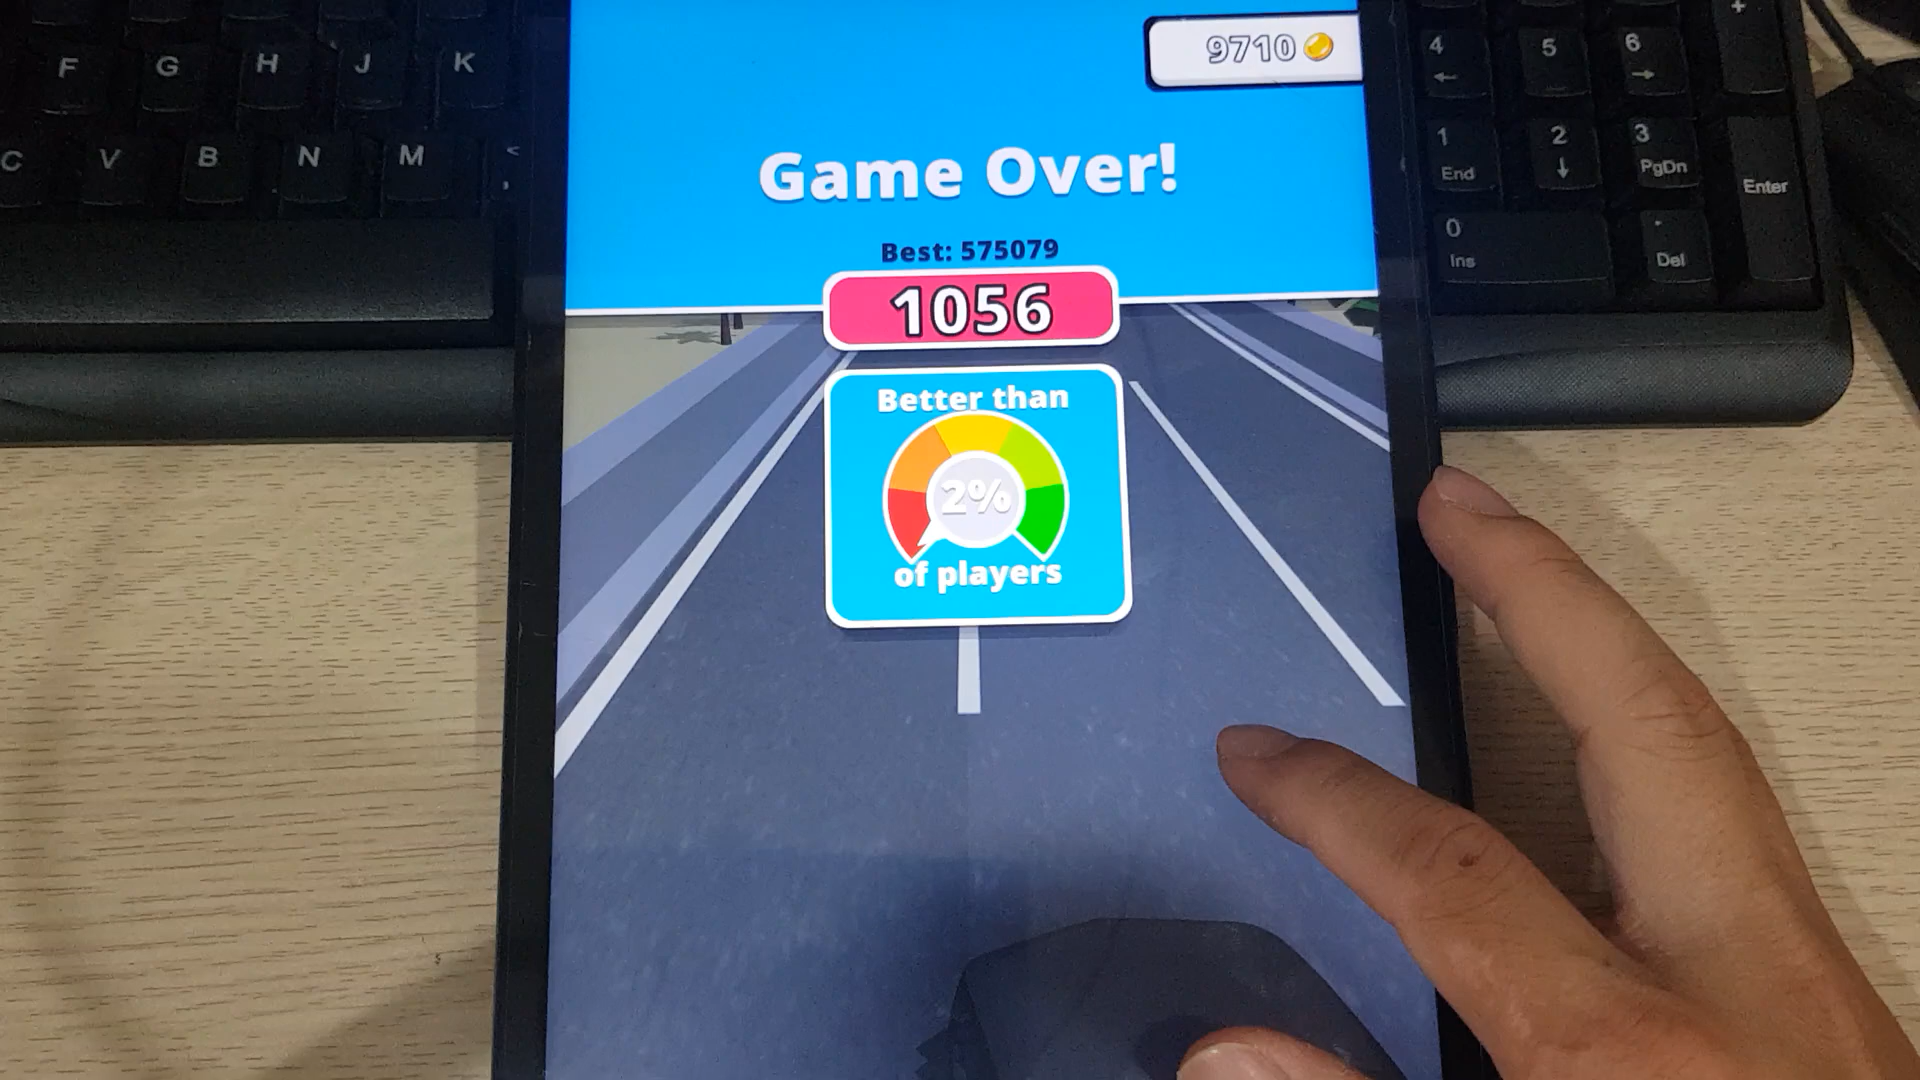 9710
Game Over!
Best: 575079
1056
Better than
2%
of players
F G H J K
C V B N M <
,
+
4 5 6
← →
1 2 3
End ↓ PgDn
Enter
0 .
Ins Del